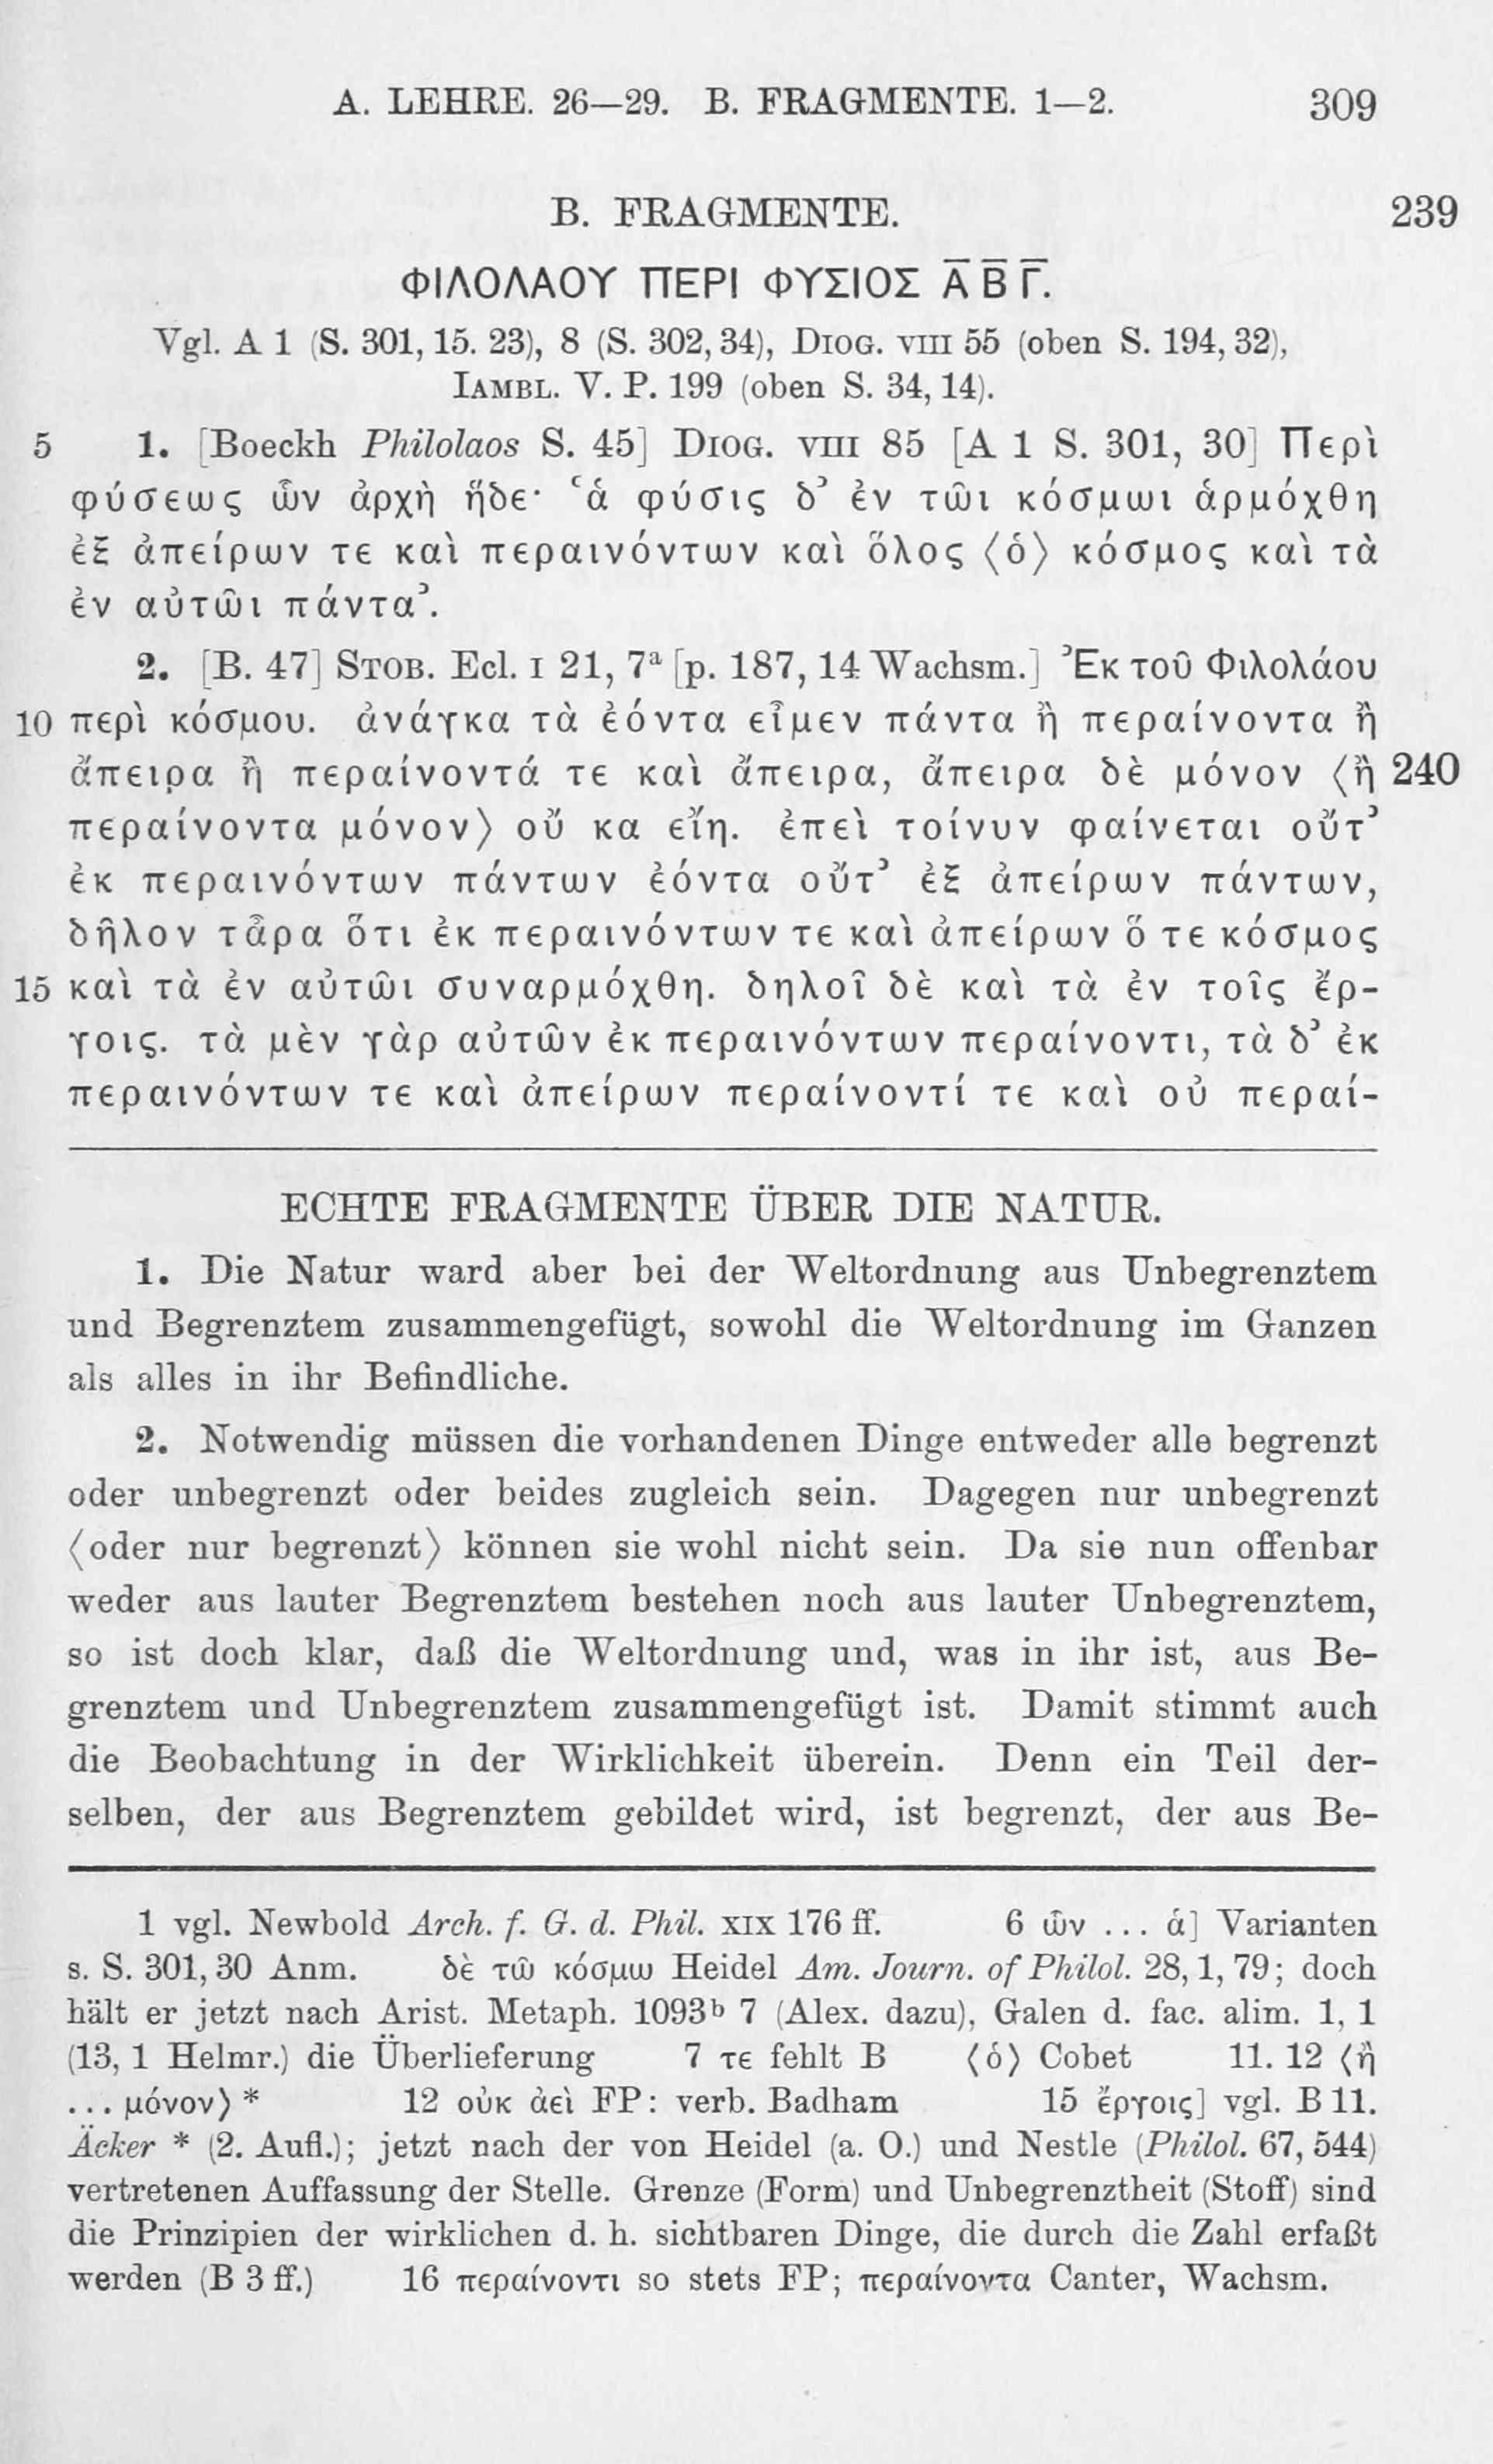 A. LEHRE. 26—29. B. FRAGMENTE. 1—2. 309
B. FRAGMENTE. 239
ΦΙΛΟΛΑΟΥ ΠΕΡΙ ΦΥΣΙΟΣ Α̅ Β̅ Γ̅.
Vgl. A 1 (S. 301, 15. 23), 8 (S. 302, 34), DIOG. VIII 55 (oben S. 194, 32),
IAMBL. V. P. 199 (oben S. 34, 14).
5 1. [Boeckh Philolaos S. 45] DIOG. VIII 85 [A 1 S. 301, 30] Περὶ
φύσεως ὧν ἀρχὴ ἥδε· ‘ἁ φύσις δ’ ἐν τῶι κόσμωι ἁρμόχθη
ἐξ ἀπείρων τε καὶ περαινόντων καὶ ὅλος ⟨ὁ⟩ κόσμος καὶ τὰ
ἐν αὐτῶι πάντα’.
2. [B. 47] STOB. Ecl. I 21, 7ᵃ [p. 187, 14 Wachsm.] Ἐκ τοῦ Φιλολάου
10 περὶ κόσμου. ἀνάγκα τὰ ἐόντα εἶμεν πάντα ἢ περαίνοντα ἢ
ἄπειρα ἢ περαίνοντά τε καὶ ἄπειρα, ἄπειρα δὲ μόνον ⟨ἢ 240
περαίνοντα μόνον⟩ οὔ κα εἴη. ἐπεὶ τοίνυν φαίνεται οὔτ’
ἐκ περαινόντων πάντων ἐόντα οὔτ’ ἐξ ἀπείρων πάντων,
δῆλον τἆρα ὅτι ἐκ περαινόντων τε καὶ ἀπείρων ὅ τε κόσμος
15 καὶ τὰ ἐν αὐτῶι συναρμόχθη. δηλοῖ δὲ καὶ τὰ ἐν τοῖς ἔρ-
γοις. τὰ μὲν γὰρ αὐτῶν ἐκ περαινόντων περαίνοντι, τὰ δ’ ἐκ
περαινόντων τε καὶ ἀπείρων περαίνοντί τε καὶ οὐ περαί-
ECHTE FRAGMENTE ÜBER DIE NATUR.
1. Die Natur ward aber bei der Weltordnung aus Unbegrenztem
und Begrenztem zusammengefügt, sowohl die Weltordnung im Ganzen
als alles in ihr Befindliche.
2. Notwendig müssen die vorhandenen Dinge entweder alle begrenzt
oder unbegrenzt oder beides zugleich sein. Dagegen nur unbegrenzt
⟨oder nur begrenzt⟩ können sie wohl nicht sein. Da sie nun offenbar
weder aus lauter Begrenztem bestehen noch aus lauter Unbegrenztem,
so ist doch klar, daß die Weltordnung und, was in ihr ist, aus Be-
grenztem und Unbegrenztem zusammengefügt ist. Damit stimmt auch
die Beobachtung in der Wirklichkeit überein. Denn ein Teil der-
selben, der aus Begrenztem gebildet wird, ist begrenzt, der aus Be-
1 vgl. Newbold Arch. f. G. d. Phil. XIX 176 ff. 6 ὧν ... ἁ] Varianten
s. S. 301, 30 Anm. δὲ τῶ κόσμω Heidel Am. Journ. of Philol. 28, 1, 79; doch
hält er jetzt nach Arist. Metaph. 1093ᵇ 7 (Alex. dazu), Galen d. fac. alim. 1, 1
(13, 1 Helmr.) die Überlieferung 7 τε fehlt B ⟨ὁ⟩ Cobet 11. 12 ⟨ἢ
... μόνον⟩ * 12 οὐκ ἀεὶ FP: verb. Badham 15 ἔργοις] vgl. B 11.
Äcker * (2. Aufl.); jetzt nach der von Heidel (a. O.) und Nestle (Philol. 67, 544)
vertretenen Auffassung der Stelle. Grenze (Form) und Unbegrenztheit (Stoff) sind
die Prinzipien der wirklichen d. h. sichtbaren Dinge, die durch die Zahl erfaßt
werden (B 3 ff.) 16 περαίνοντι so stets FP; περαίνοντα Canter, Wachsm.